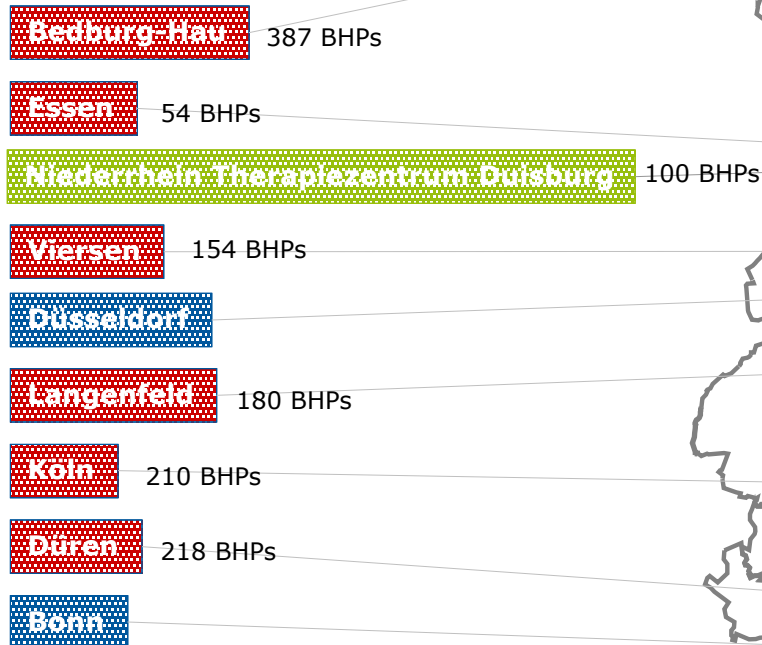 Bedburg-Hau 387 BHPs
Essen 54 BHPs
Niederrhein Therapiezentrum Duisburg 100 BHPs
Viersen 154 BHPs
Düsseldorf
Langenfeld 180 BHPs
Köln 210 BHPs
Düren 218 BHPs
Bonn